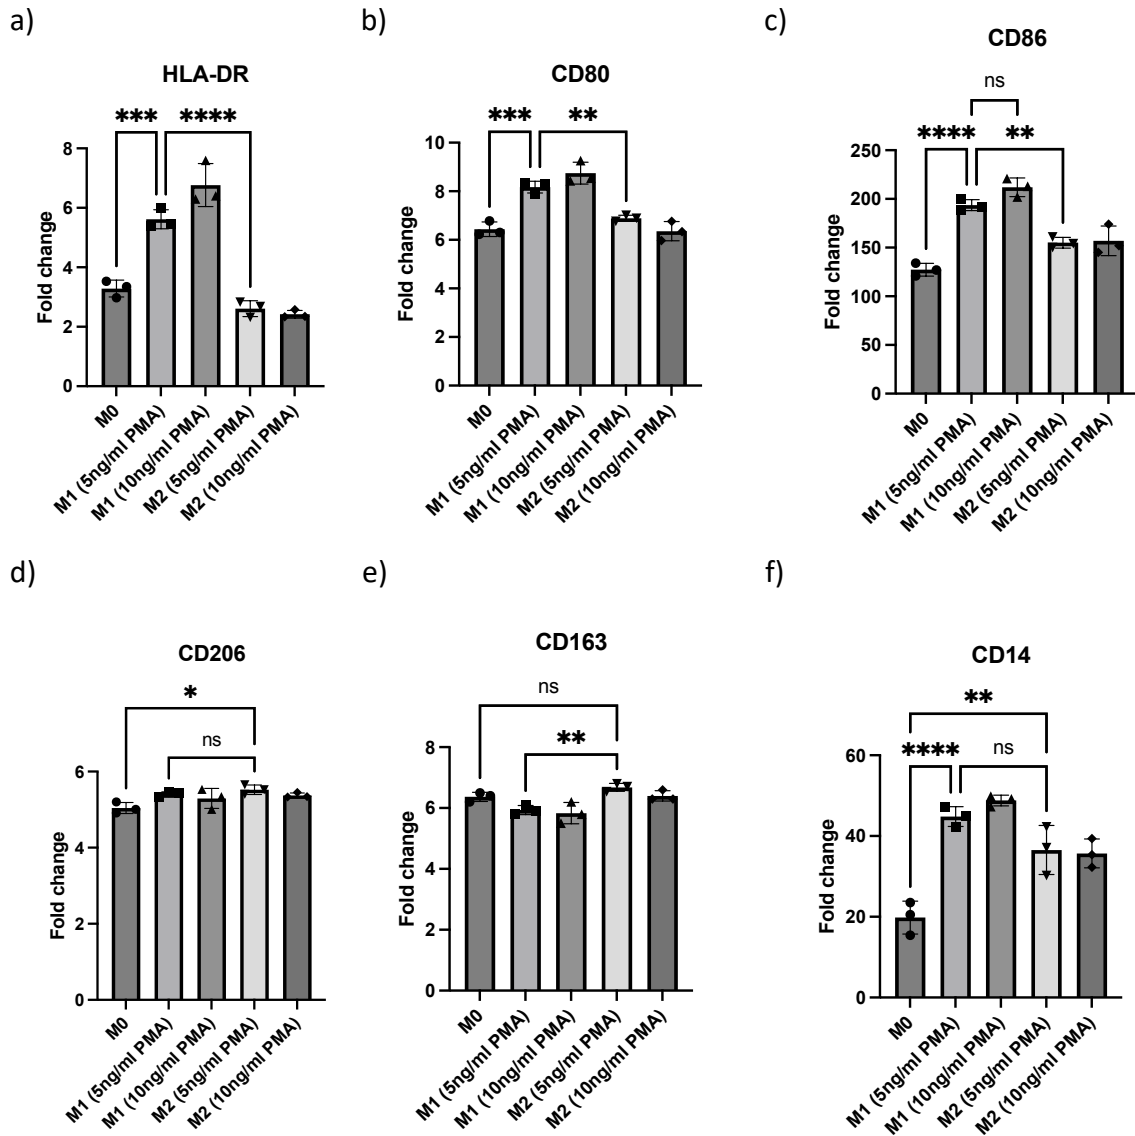 a)
HLA-DR
*** ****
Fold change
8
6
4
2
0
M0
M1 (5ng/ml PMA)
M1 (10ng/ml PMA)
M2 (5ng/ml PMA)
M2 (10ng/ml PMA)
b)
CD80
*** **
Fold change
10
8
6
4
2
0
M0
M1 (5ng/ml PMA)
M1 (10ng/ml PMA)
M2 (5ng/ml PMA)
M2 (10ng/ml PMA)
c)
CD86
ns
**** **
Fold change
250
200
150
100
50
0
M0
M1 (5ng/ml PMA)
M1 (10ng/ml PMA)
M2 (5ng/ml PMA)
M2 (10ng/ml PMA)
d)
CD206
*
ns
Fold change
6
4
2
0
M0
M1 (5ng/ml PMA)
M1 (10ng/ml PMA)
M2 (5ng/ml PMA)
M2 (10ng/ml PMA)
e)
CD163
ns
**
Fold change
8
6
4
2
0
M0
M1 (5ng/ml PMA)
M1 (10ng/ml PMA)
M2 (5ng/ml PMA)
M2 (10ng/ml PMA)
f)
CD14
**
**** ns
Fold change
60
40
20
0
M0
M1 (5ng/ml PMA)
M1 (10ng/ml PMA)
M2 (5ng/ml PMA)
M2 (10ng/ml PMA)